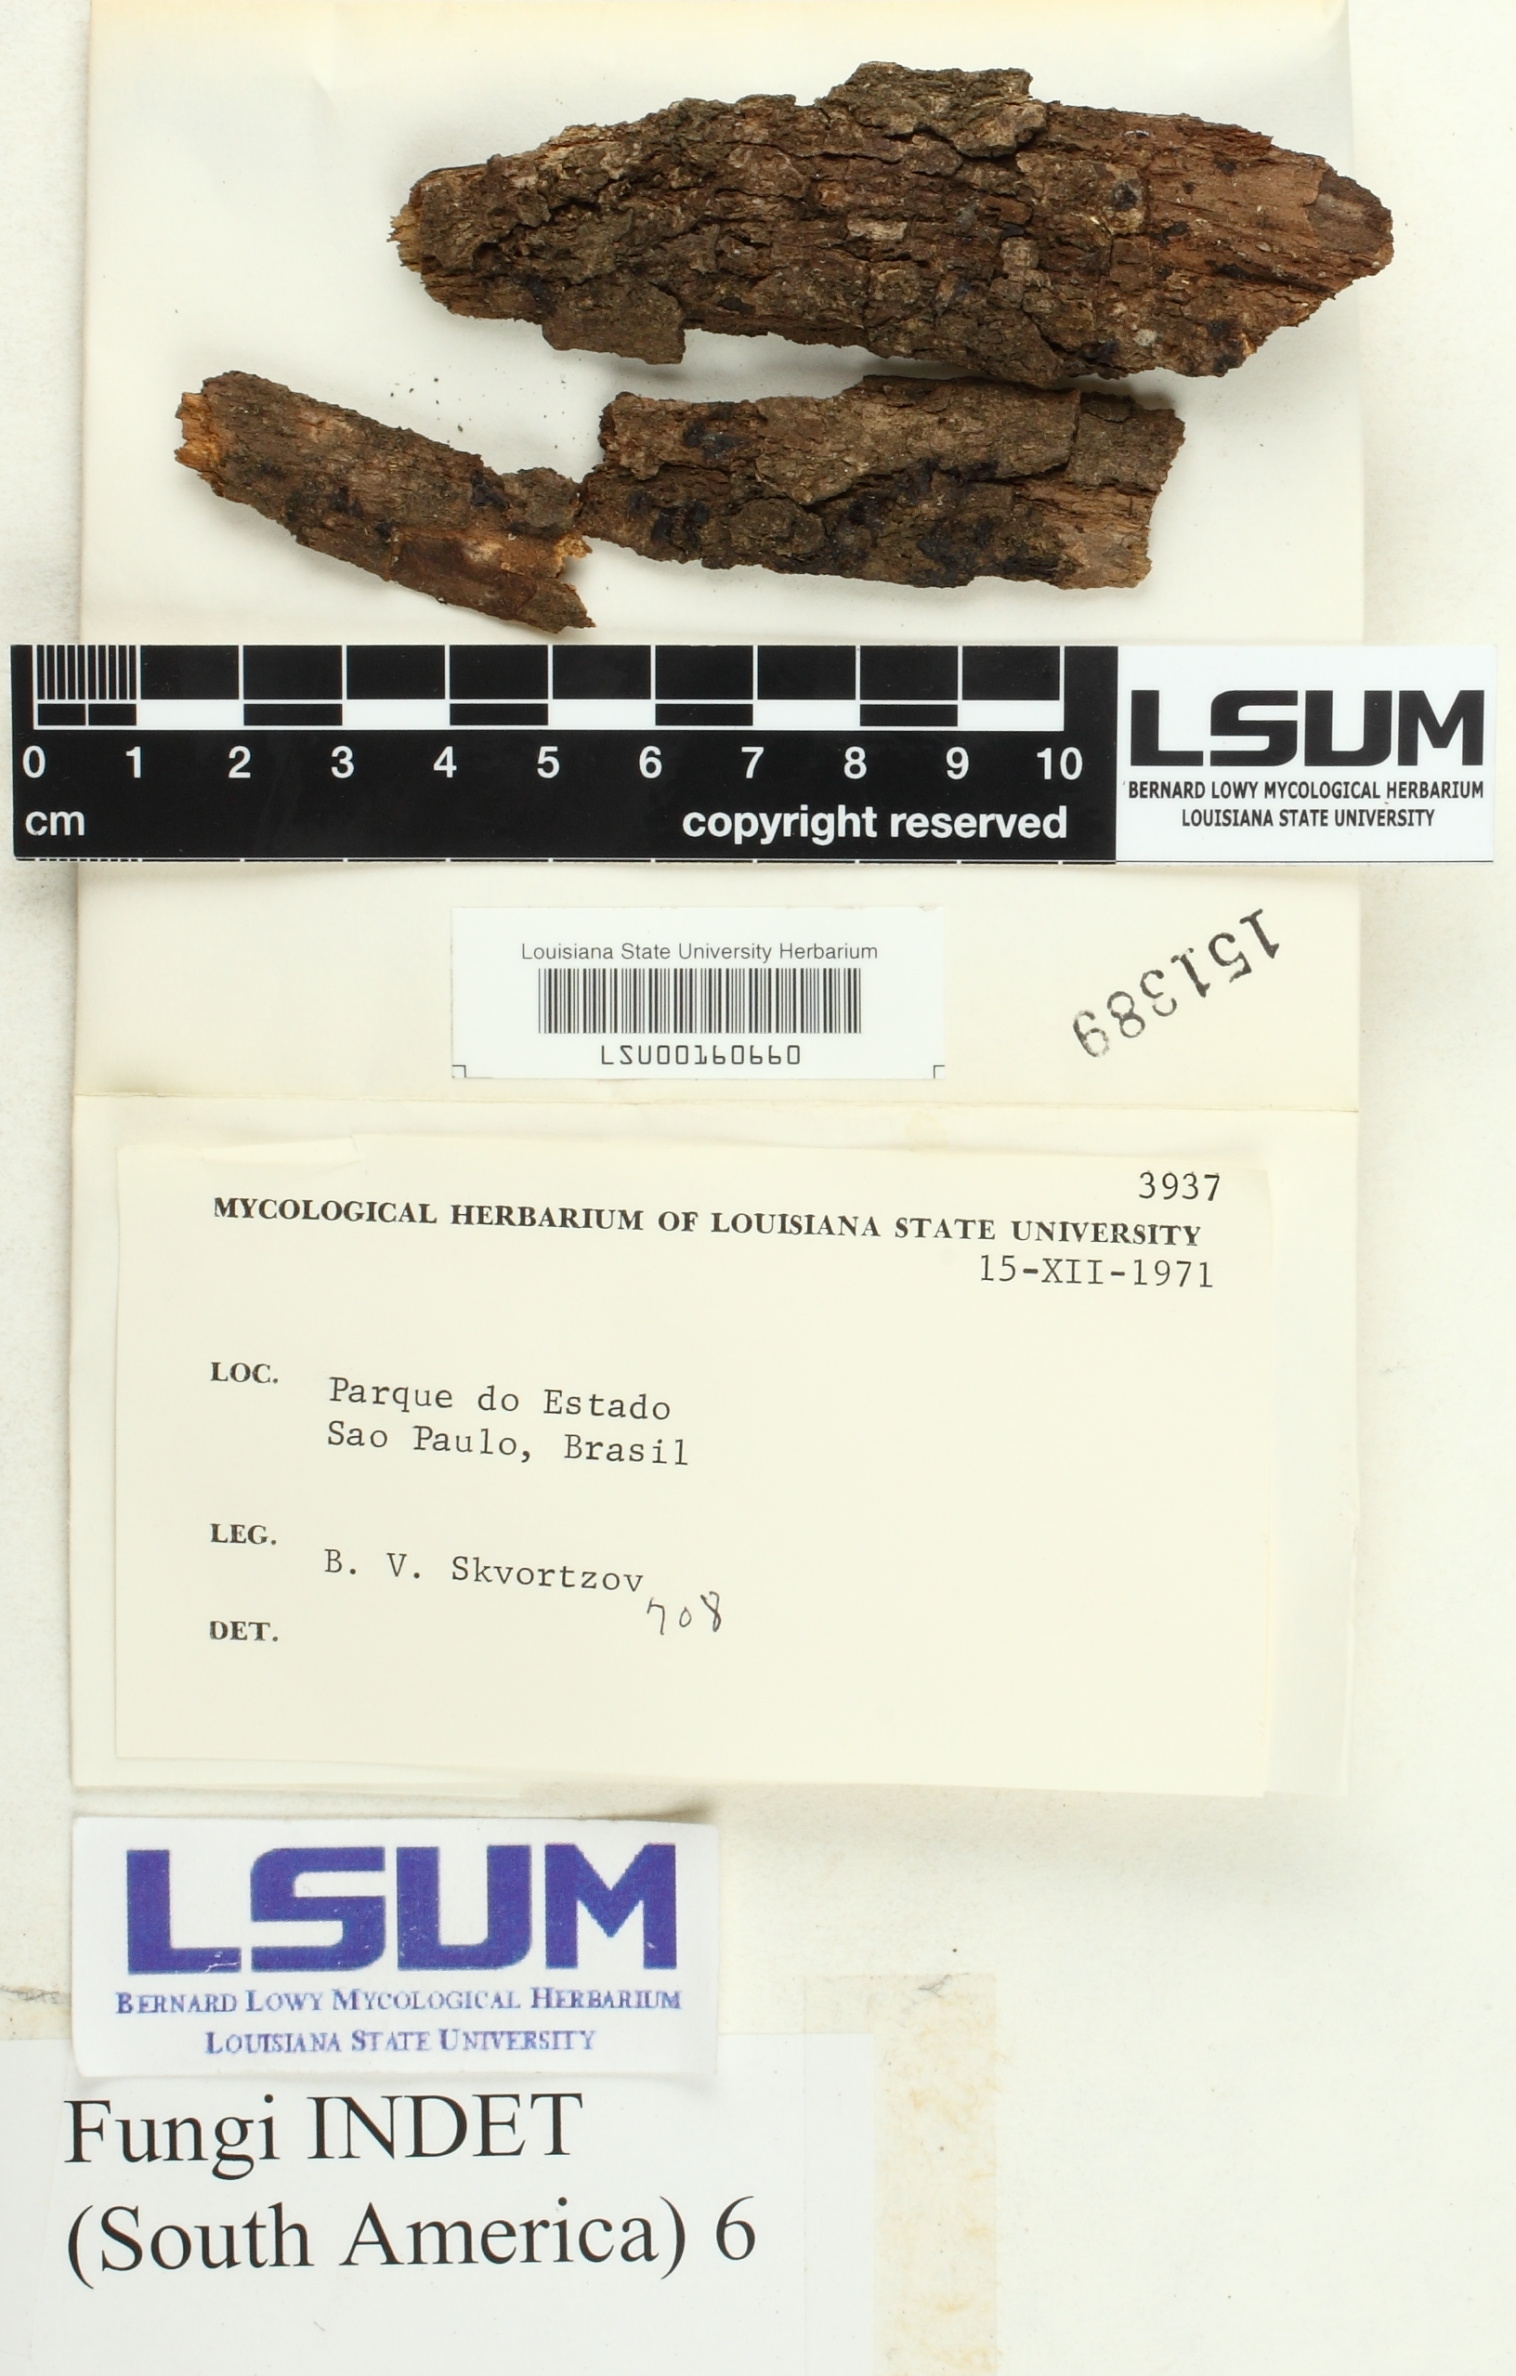 0 1 2 3 4 5 6 7 8 9 10
cm copyright reserved
LSUM
BERNARD LOWY MYCOLOGICAL HERBARIUM
LOUISIANA STATE UNIVERSITY
Louisiana State University Herbarium
LSU00160660
151389
3937
MYCOLOGICAL HERBARIUM OF LOUISIANA STATE UNIVERSITY
15-XII-1971
LOC. Parque do Estado
Sao Paulo, Brasil
LEG. B. V. Skvortzov
708
DET.
LSUM
BERNARD LOWY MYCOLOGICAL HERBARIUM
LOUISIANA STATE UNIVERSITY
Fungi INDET
(South America) 6